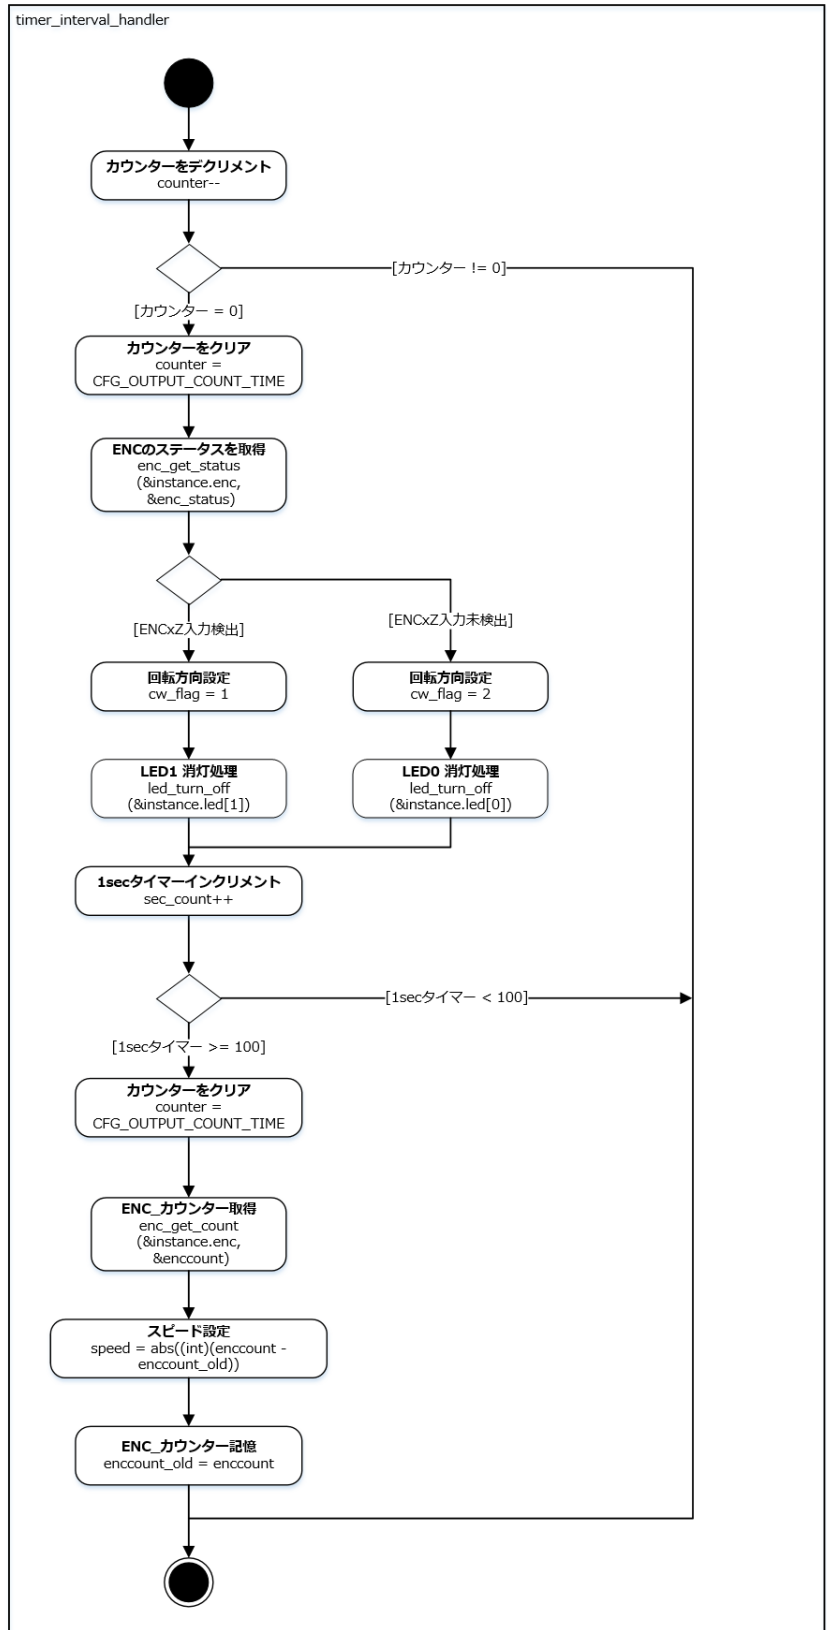 timer_interval_handler
カウンターをデクリメント
counter--
[カウンター != 0]
[カウンター = 0]
カウンターをクリア
counter =
CFG_OUTPUT_COUNT_TIME
ENCのステータスを取得
enc_get_status
(&instance.enc,
&enc_status)
[ENCxZ入力検出]
[ENCxZ入力未検出]
回転方向設定
cw_flag = 1
回転方向設定
cw_flag = 2
LED1 消灯処理
led_turn_off
(&instance.led[1])
LED0 消灯処理
led_turn_off
(&instance.led[0])
1secタイマーインクリメント
sec_count++
[1secタイマー < 100]
[1secタイマー >= 100]
カウンターをクリア
counter =
CFG_OUTPUT_COUNT_TIME
ENC_カウンター取得
enc_get_count
(&instance.enc,
&enccount)
スピード設定
speed = abs((int)(enccount -
enccount_old))
ENC_カウンター記憶
enccount_old = enccount